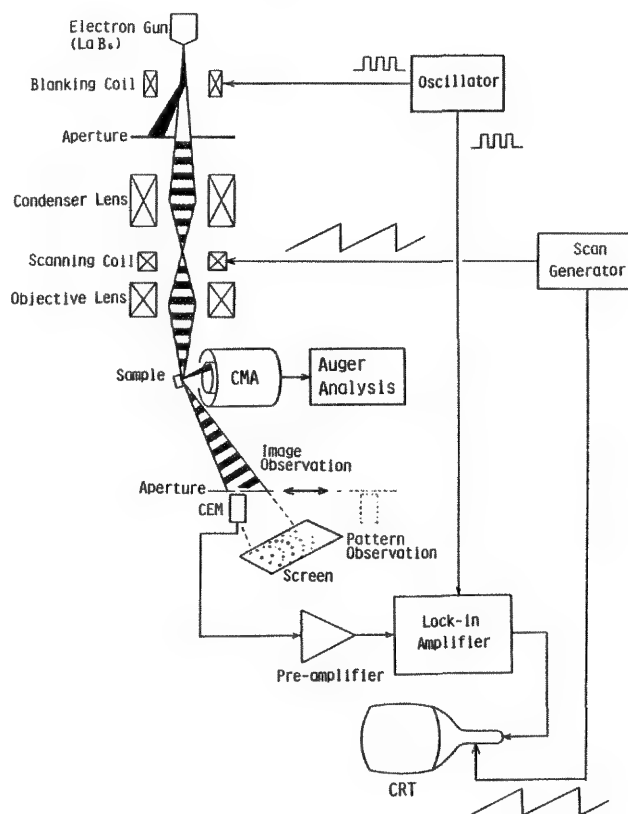 Electron Gun
(LaB₆)
Blanking Coil
Oscillator
Aperture
Condenser Lens
Scanning Coil
Scan
Generator
Objective Lens
Sample
CMA
Auger
Analysis
Image
Observation
Aperture
CEM
Pattern
Observation
Screen
Lock-in
Amplifier
Pre-amplifier
CRT